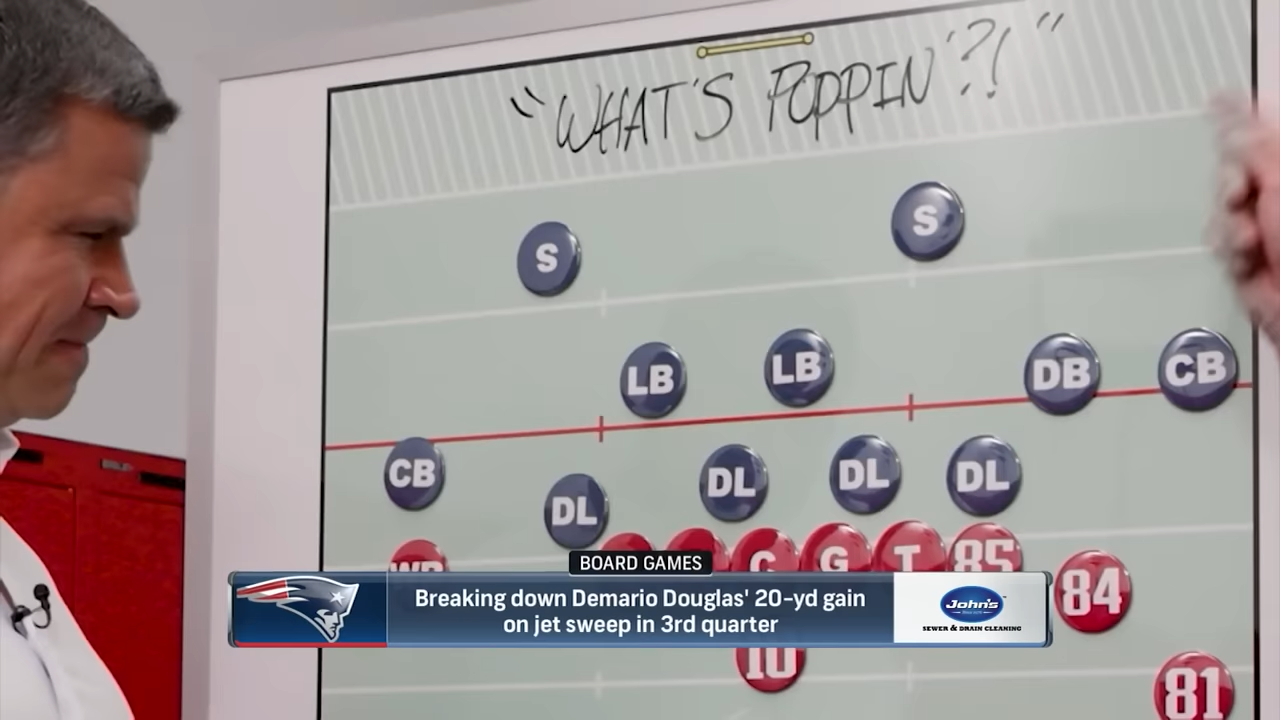 "WHAT'S POPPIN'?!"
S
S
LB
LB
DB
CB
CB
DL
DL
DL
DL
WR
C
G
T
85
84
BOARD GAMES
Breaking down Demario Douglas' 20-yd gain
on jet sweep in 3rd quarter
John's
SEWER & DRAIN CLEANING
10
81